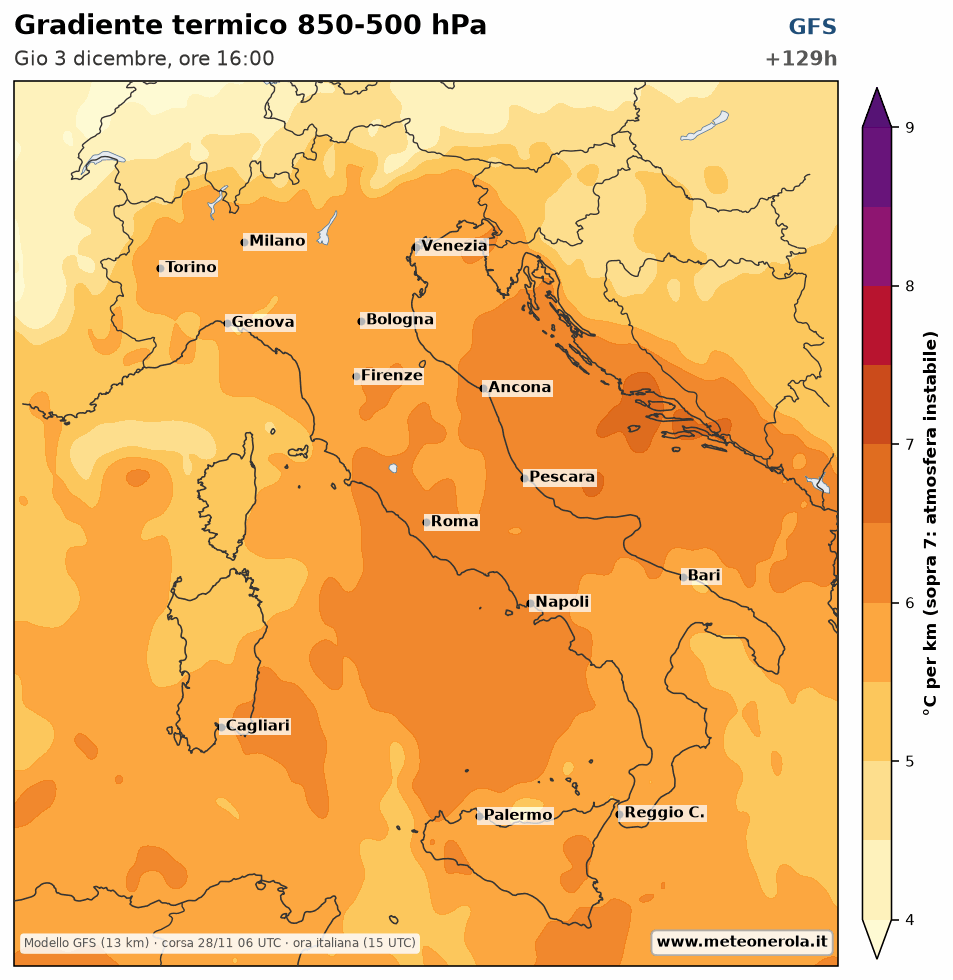 Gradiente termico 850-500 hPa
GFS
Gio 3 dicembre, ore 16:00
+129h
Milano
Venezia
Torino
Genova
Bologna
Firenze
Ancona
Pescara
Roma
Bari
Napoli
Cagliari
Palermo
Reggio C.
9
8
7
6
5
4
°C per km (sopra 7: atmosfera instabile)
Modello GFS (13 km) · corsa 28/11 06 UTC · ora italiana (15 UTC)
www.meteonerola.it